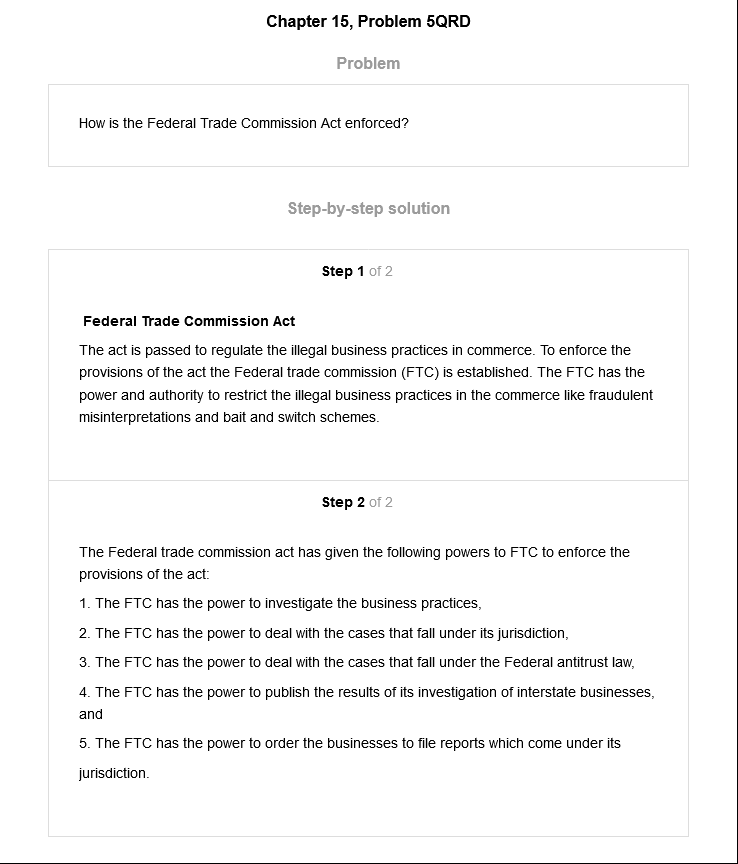 Chapter 15, Problem 5QRD
Problem
How is the Federal Trade Commission Act enforced?
Step-by-step solution
Step 1 of 2
Federal Trade Commission Act
The act is passed to regulate the illegal business practices in commerce. To enforce the
provisions of the act the Federal trade commission (FTC) is established. The FTC has the
power and authority to restrict the illegal business practices in the commerce like fraudulent
misinterpretations and bait and switch schemes.
Step 2 of 2
The Federal trade commission act has given the following powers to FTC to enforce the
provisions of the act:
1. The FTC has the power to investigate the business practices,
2. The FTC has the power to deal with the cases that fall under its jurisdiction,
3. The FTC has the power to deal with the cases that fall under the Federal antitrust law,
4. The FTC has the power to publish the results of its investigation of interstate businesses,
and
5. The FTC has the power to order the businesses to file reports which come under its
jurisdiction.